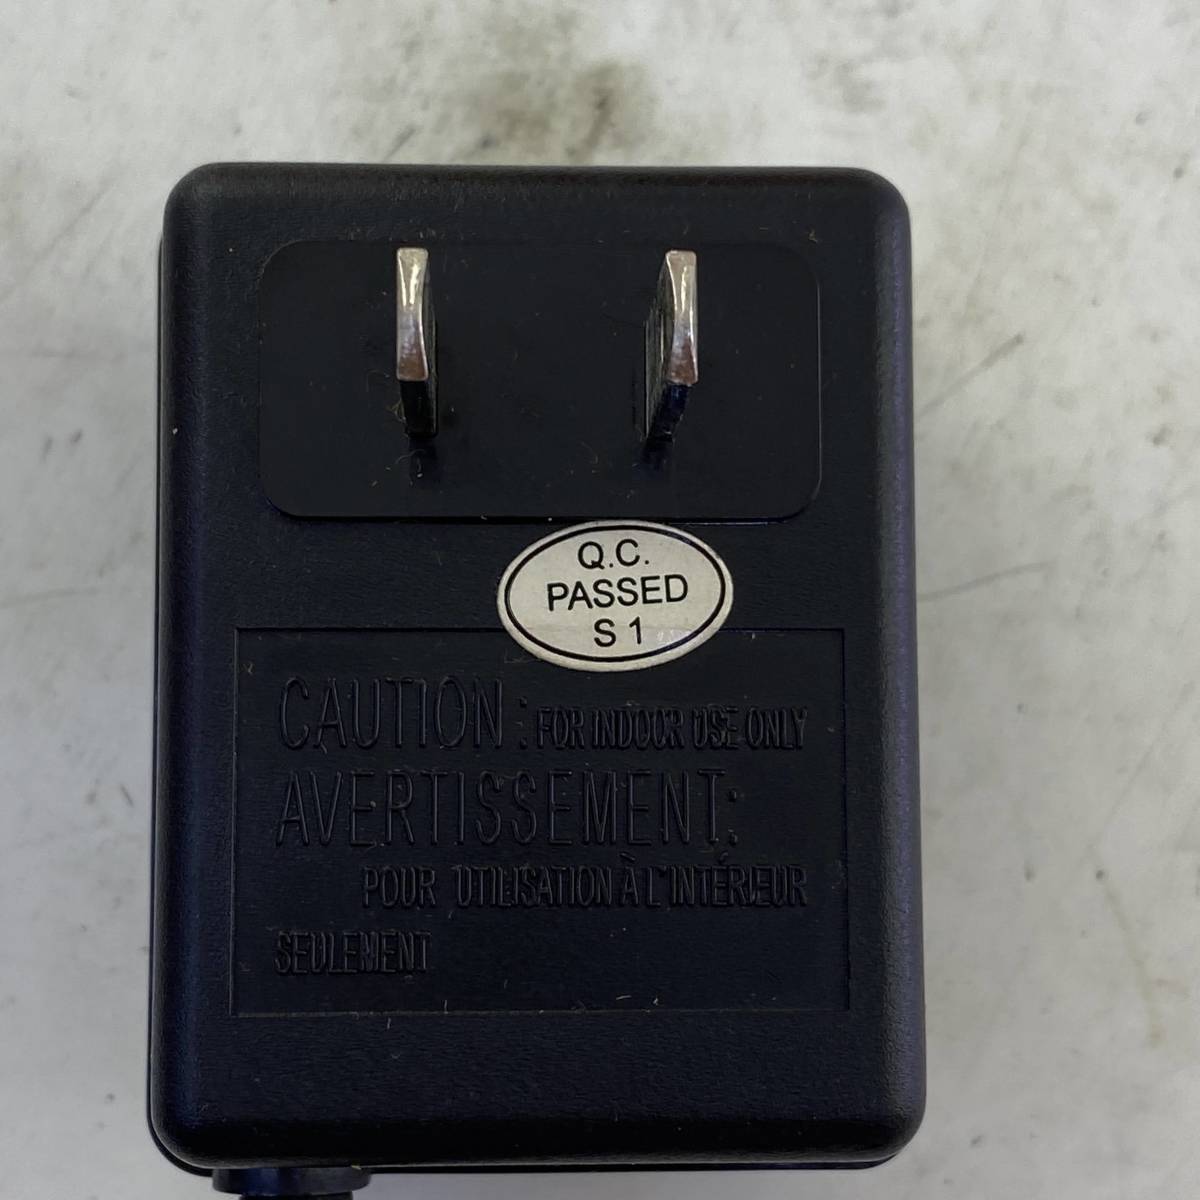 Q.C.
PASSED
S 1
CAUTION: FOR INDOOR USE ONLY
AVERTISSEMENT:
POUR UTILISATION À L'INTÉRIEUR
SEULEMENT